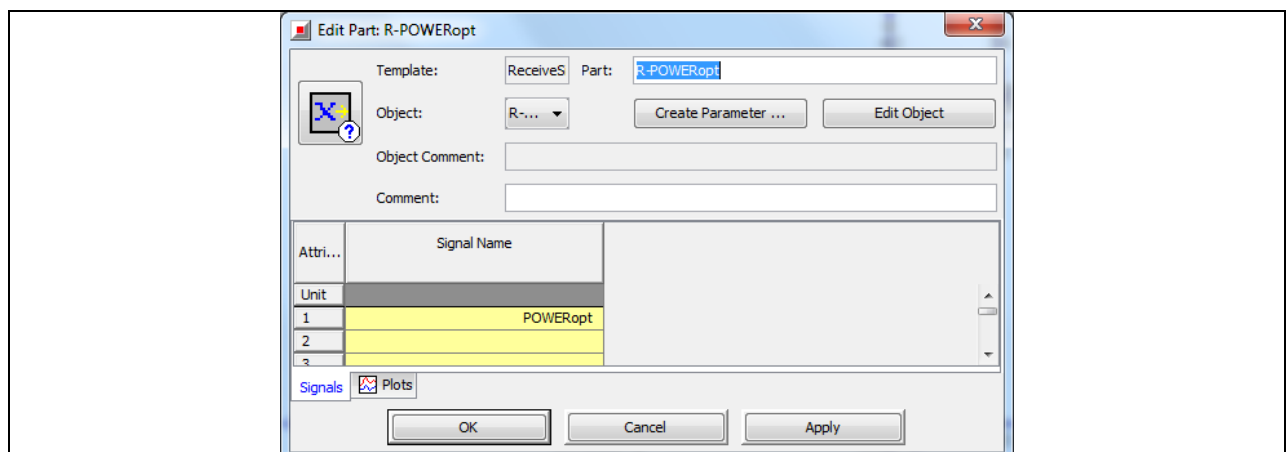 Edit Part: R-POWERopt
Template: ReceiveS Part: R-POWERopt
Object: R-... Create Parameter ... Edit Object
Object Comment:
Comment:
Attri... Signal Name
Unit
1 POWERopt
2
3
Signals Plots
OK Cancel Apply